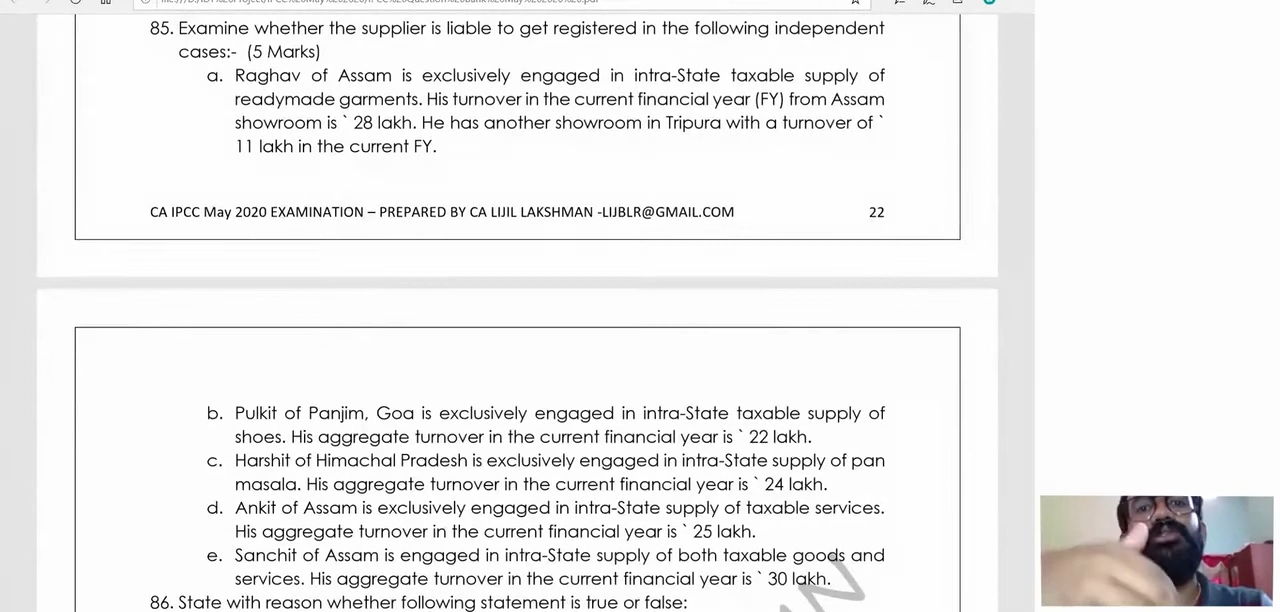 85. Examine whether the supplier is liable to get registered in the following independent
cases:- (5 Marks)
a. Raghav of Assam is exclusively engaged in intra-State taxable supply of
readymade garments. His turnover in the current financial year (FY) from Assam
showroom is ` 28 lakh. He has another showroom in Tripura with a turnover of `
11 lakh in the current FY.
CA IPCC May 2020 EXAMINATION – PREPARED BY CA LIJIL LAKSHMAN -LIJBLR@GMAIL.COM 22
b. Pulkit of Panjim, Goa is exclusively engaged in intra-State taxable supply of
shoes. His aggregate turnover in the current financial year is ` 22 lakh.
c. Harshit of Himachal Pradesh is exclusively engaged in intra-State supply of pan
masala. His aggregate turnover in the current financial year is ` 24 lakh.
d. Ankit of Assam is exclusively engaged in intra-State supply of taxable services.
His aggregate turnover in the current financial year is ` 25 lakh.
e. Sanchit of Assam is engaged in intra-State supply of both taxable goods and
services. His aggregate turnover in the current financial year is ` 30 lakh.
86. State with reason whether following statement is true or false: